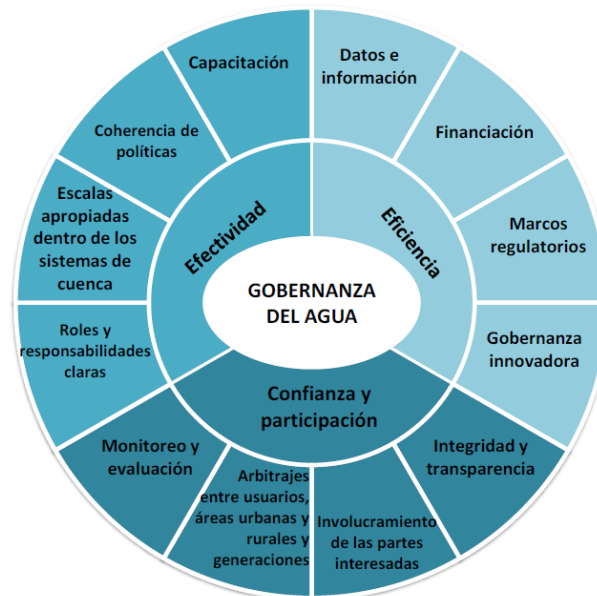 GOBERNANZA
DEL AGUA
Efectividad
Eficiencia
Confianza y
participación
Capacitación
Coherencia de
políticas
Escalas
apropiadas
dentro de los
sistemas de
cuenca
Roles y
responsabilidades
claras
Datos e
información
Financiación
Marcos
regulatorios
Gobernanza
innovadora
Integridad y
transparencia
Involucramiento
de las partes
interesadas
Arbitrajes
entre usuarios,
áreas urbanas y
rurales y
generaciones
Monitoreo y
evaluación